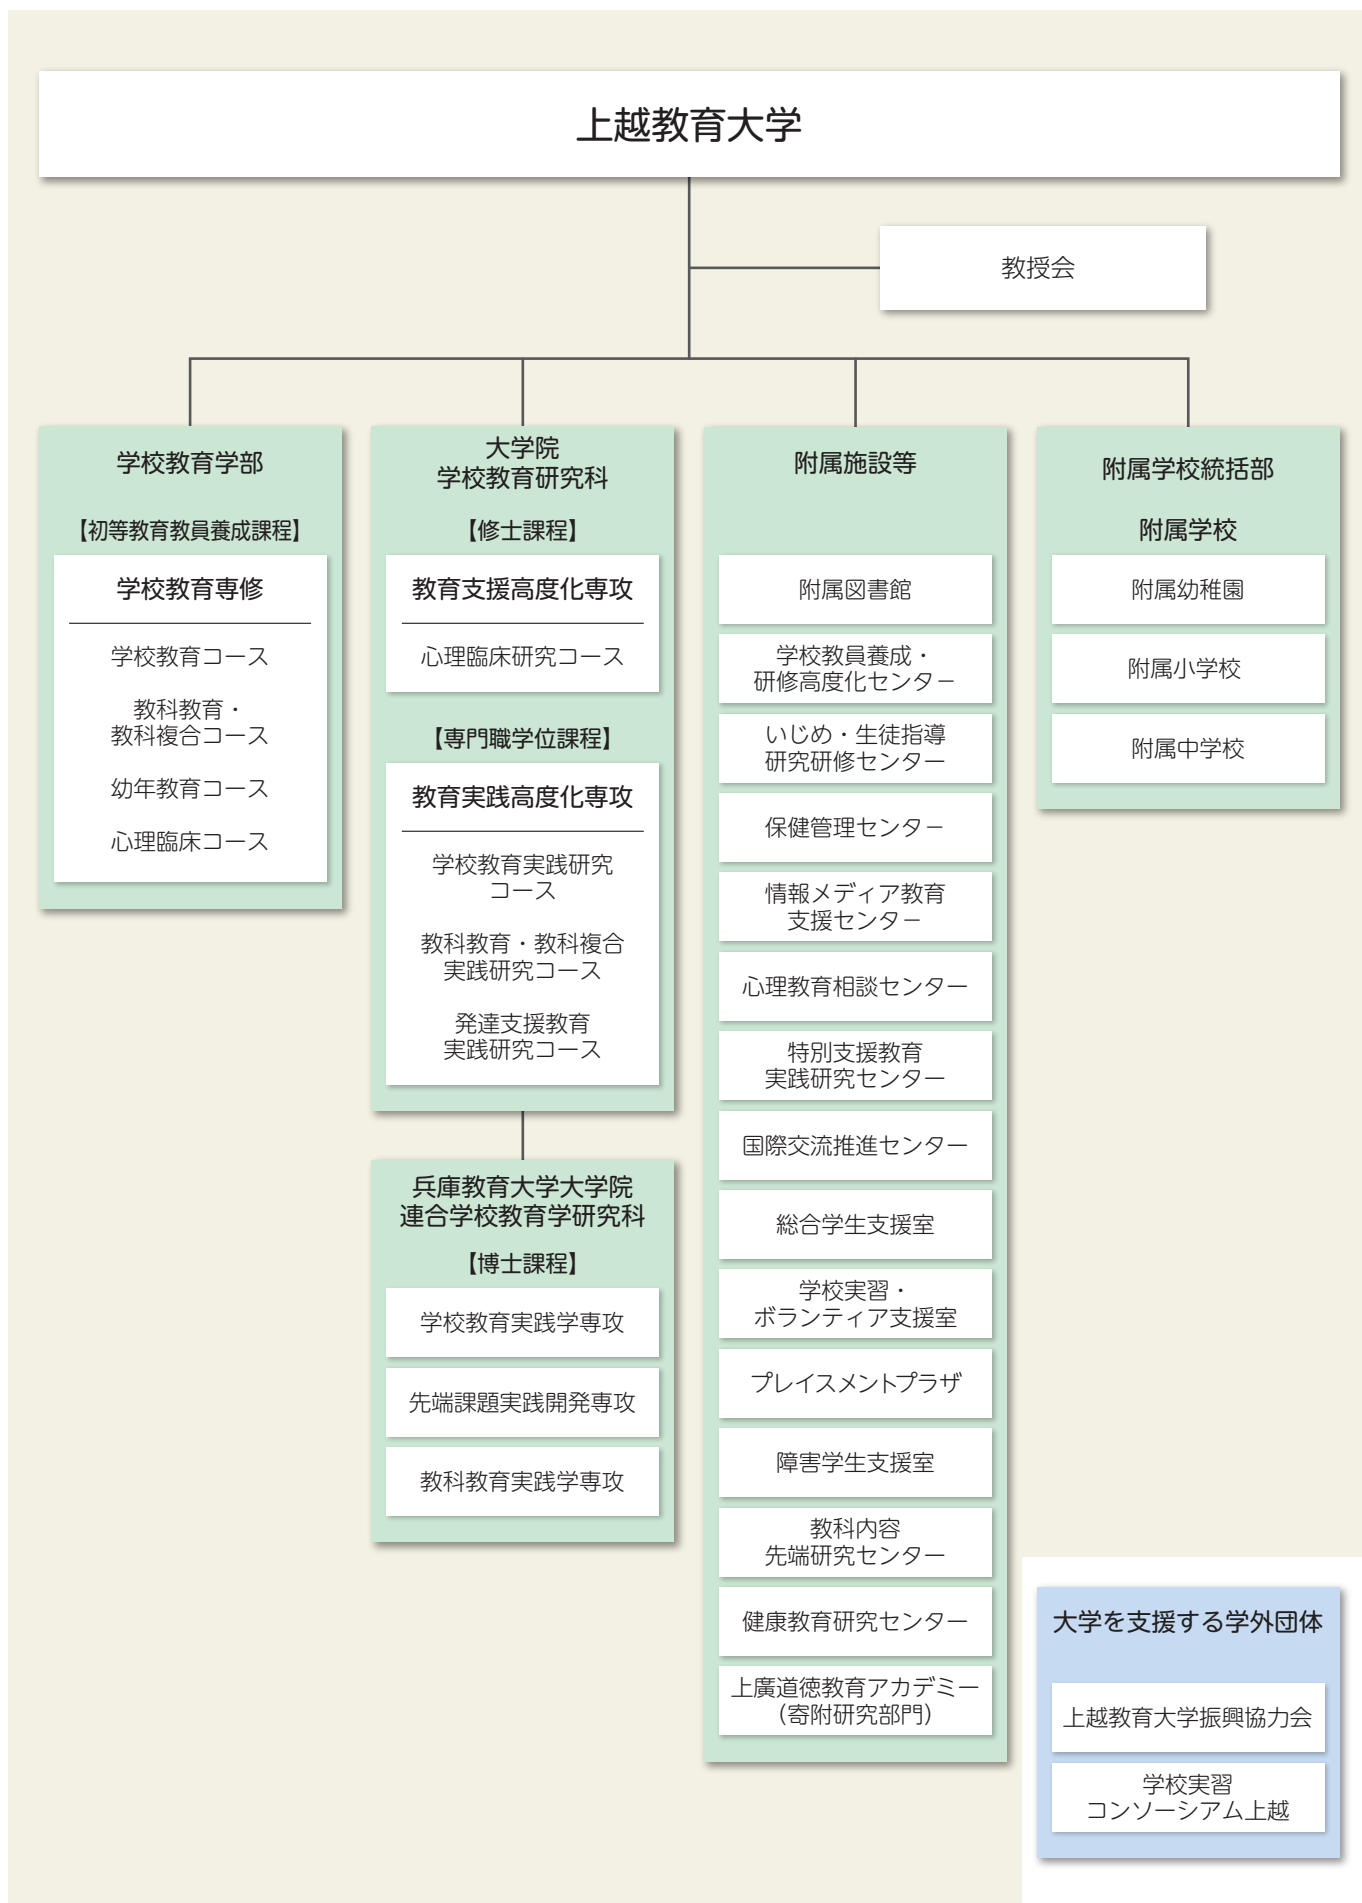 上越教育大学
教授会
学校教育学部
【初等教育教員養成課程】
学校教育専修
学校教育コース
教科教育・
教科複合コース
幼年教育コース
心理臨床コース
大学院
学校教育研究科
【修士課程】
教育支援高度化専攻
心理臨床研究コース
【専門職学位課程】
教育実践高度化専攻
学校教育実践研究
コース
教科教育・教科複合
実践研究コース
発達支援教育
実践研究コース
兵庫教育大学大学院
連合学校教育学研究科
【博士課程】
学校教育実践学専攻
先端課題実践開発専攻
教科教育実践学専攻
附属施設等
附属図書館
学校教員養成・
研修高度化センター
いじめ・生徒指導
研究研修センター
保健管理センター
情報メディア教育
支援センター
心理教育相談センター
特別支援教育
実践研究センター
国際交流推進センター
総合学生支援室
学校実習・
ボランティア支援室
プレイスメントプラザ
障害学生支援室
教科内容
先端研究センター
健康教育研究センター
上廣道徳教育アカデミー
（寄附研究部門）
附属学校統括部
附属学校
附属幼稚園
附属小学校
附属中学校
大学を支援する学外団体
上越教育大学振興協力会
学校実習
コンソーシアム上越